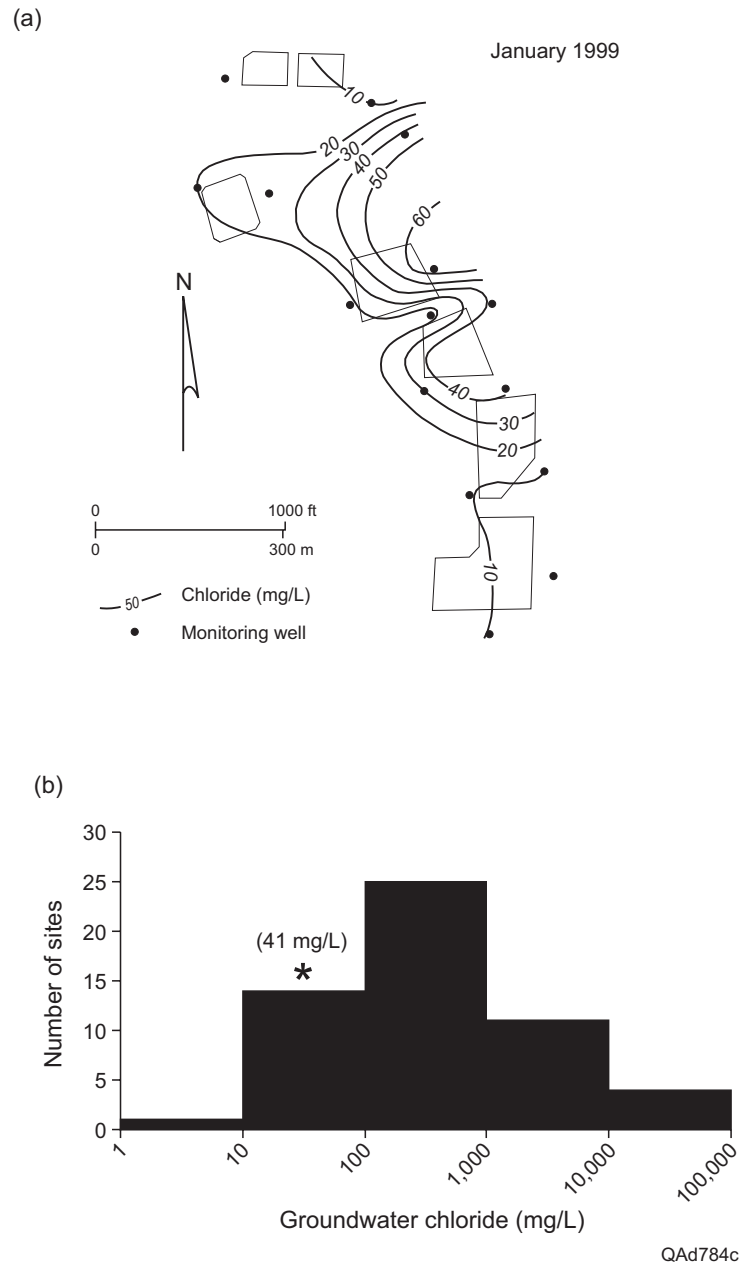 (a)
January 1999
10
20
30
40
50
60
N
40
30
20
0 1000 ft
0 300 m
10
50 Chloride (mg/L)
Monitoring well
(b)
30
25
20
15
10
5
0
Number of sites
(41 mg/L)
*
1 10 100 1,000 10,000 100,000
Groundwater chloride (mg/L)
QAd784c